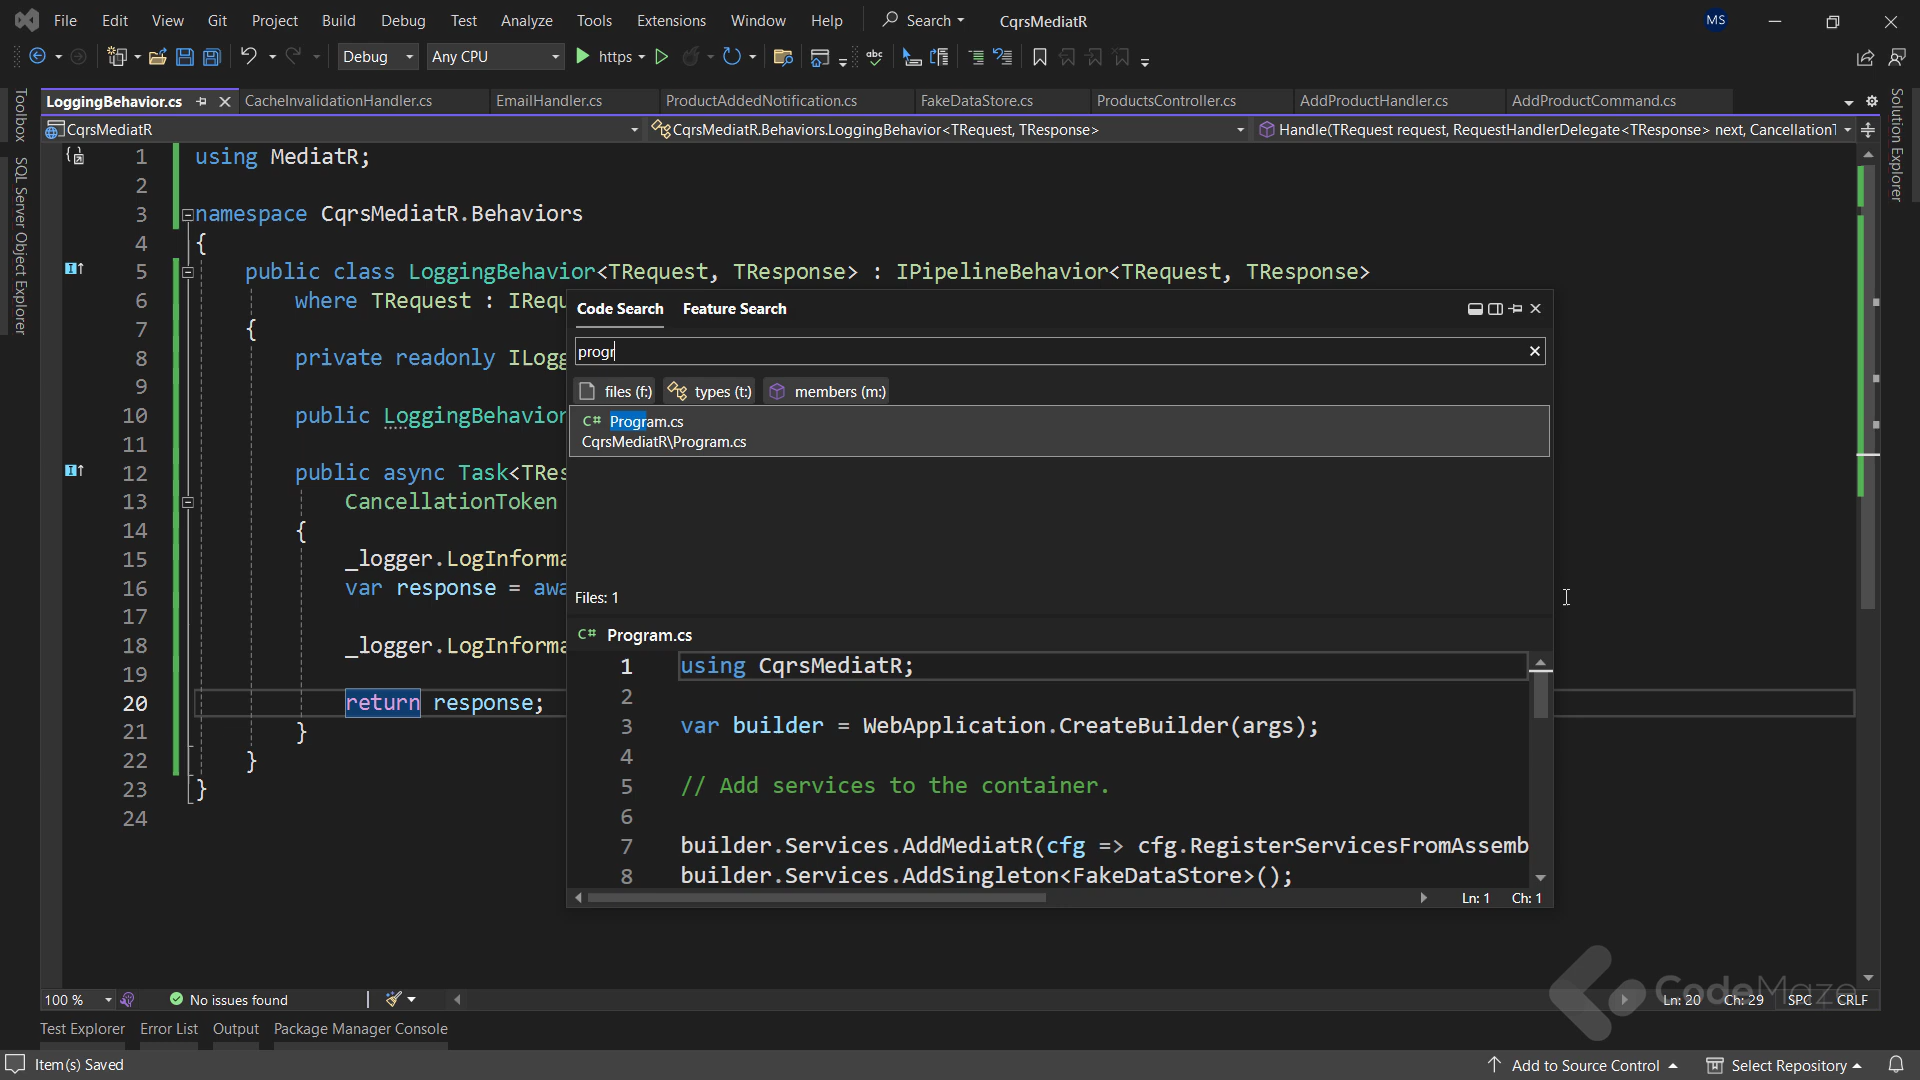 File Edit View Git Project Build Debug Test Analyze Tools Extensions Window Help Search CqrsMediatR MS
Debug Any CPU https
LoggingBehavior.cs CacheInvalidationHandler.cs EmailHandler.cs ProductAddedNotification.cs FakeDataStore.cs ProductsController.cs AddProductHandler.cs AddProductCommand.cs
CqrsMediatR CqrsMediatR.Behaviors.LoggingBehavior<TRequest, TResponse> Handle(TRequest request, RequestHandlerDelegate<TResponse> next, Cancellation
Toolbox
SQL Server Object Explorer
Solution Explorer
1 using MediatR;
2
3 namespace CqrsMediatR.Behaviors
4 {
5 public class LoggingBehavior<TRequest, TResponse> : IPipelineBehavior<TRequest, TResponse>
6 where TRequest : IRequ
7 {
8 private readonly ILogg
9
10 public LoggingBehavior
11
12 public async Task<TRes
13 CancellationToken
14 {
15 _logger.LogInforma
16 var response = awa
17
18 _logger.LogInforma
19
20 return response;
21 }
22 }
23 }
24
Code Search Feature Search
progr
files (f:) types (t:) members (m:)
C# Program.cs
CqrsMediatR\Program.cs
Files: 1
C# Program.cs
1 using CqrsMediatR;
2
3 var builder = WebApplication.CreateBuilder(args);
4
5 // Add services to the container.
6
7 builder.Services.AddMediatR(cfg => cfg.RegisterServicesFromAssemb
8 builder.Services.AddSingleton<FakeDataStore>();
Ln: 1 Ch: 1
CodeMaze
100 % No issues found Ln: 20 Ch: 29 SPC CRLF
Test Explorer Error List Output Package Manager Console
Item(s) Saved Add to Source Control Select Repository